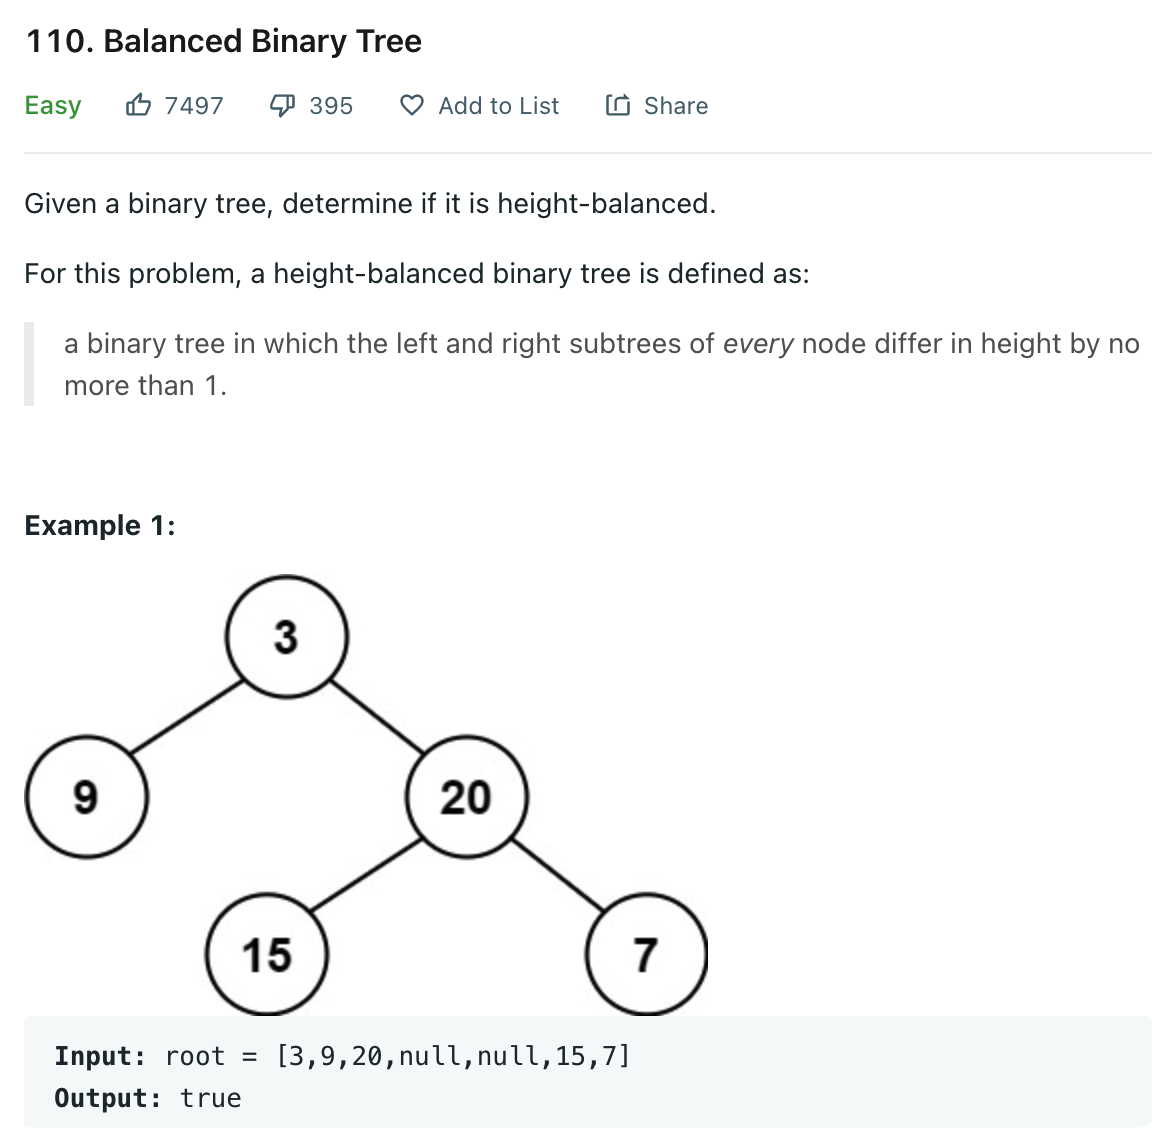 110. Balanced Binary Tree
Easy 7497 395 Add to List Share
Given a binary tree, determine if it is height-balanced.
For this problem, a height-balanced binary tree is defined as:
a binary tree in which the left and right subtrees of every node differ in height by no
more than 1.
Example 1:
3
9 20
15 7
Input: root = [3,9,20,null,null,15,7]
Output: true